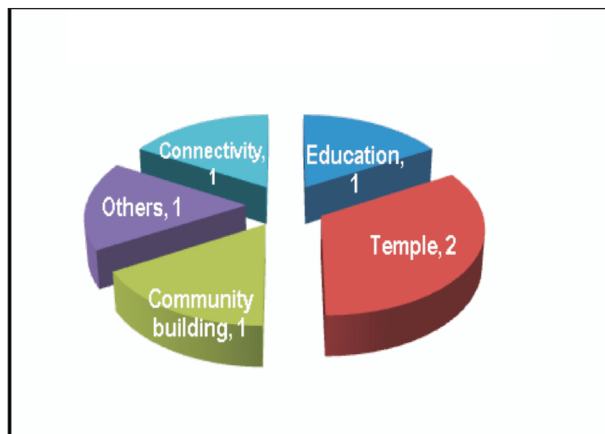 Connectivity,
1
Education,
1
Others, 1
Temple, 2
Community
building, 1